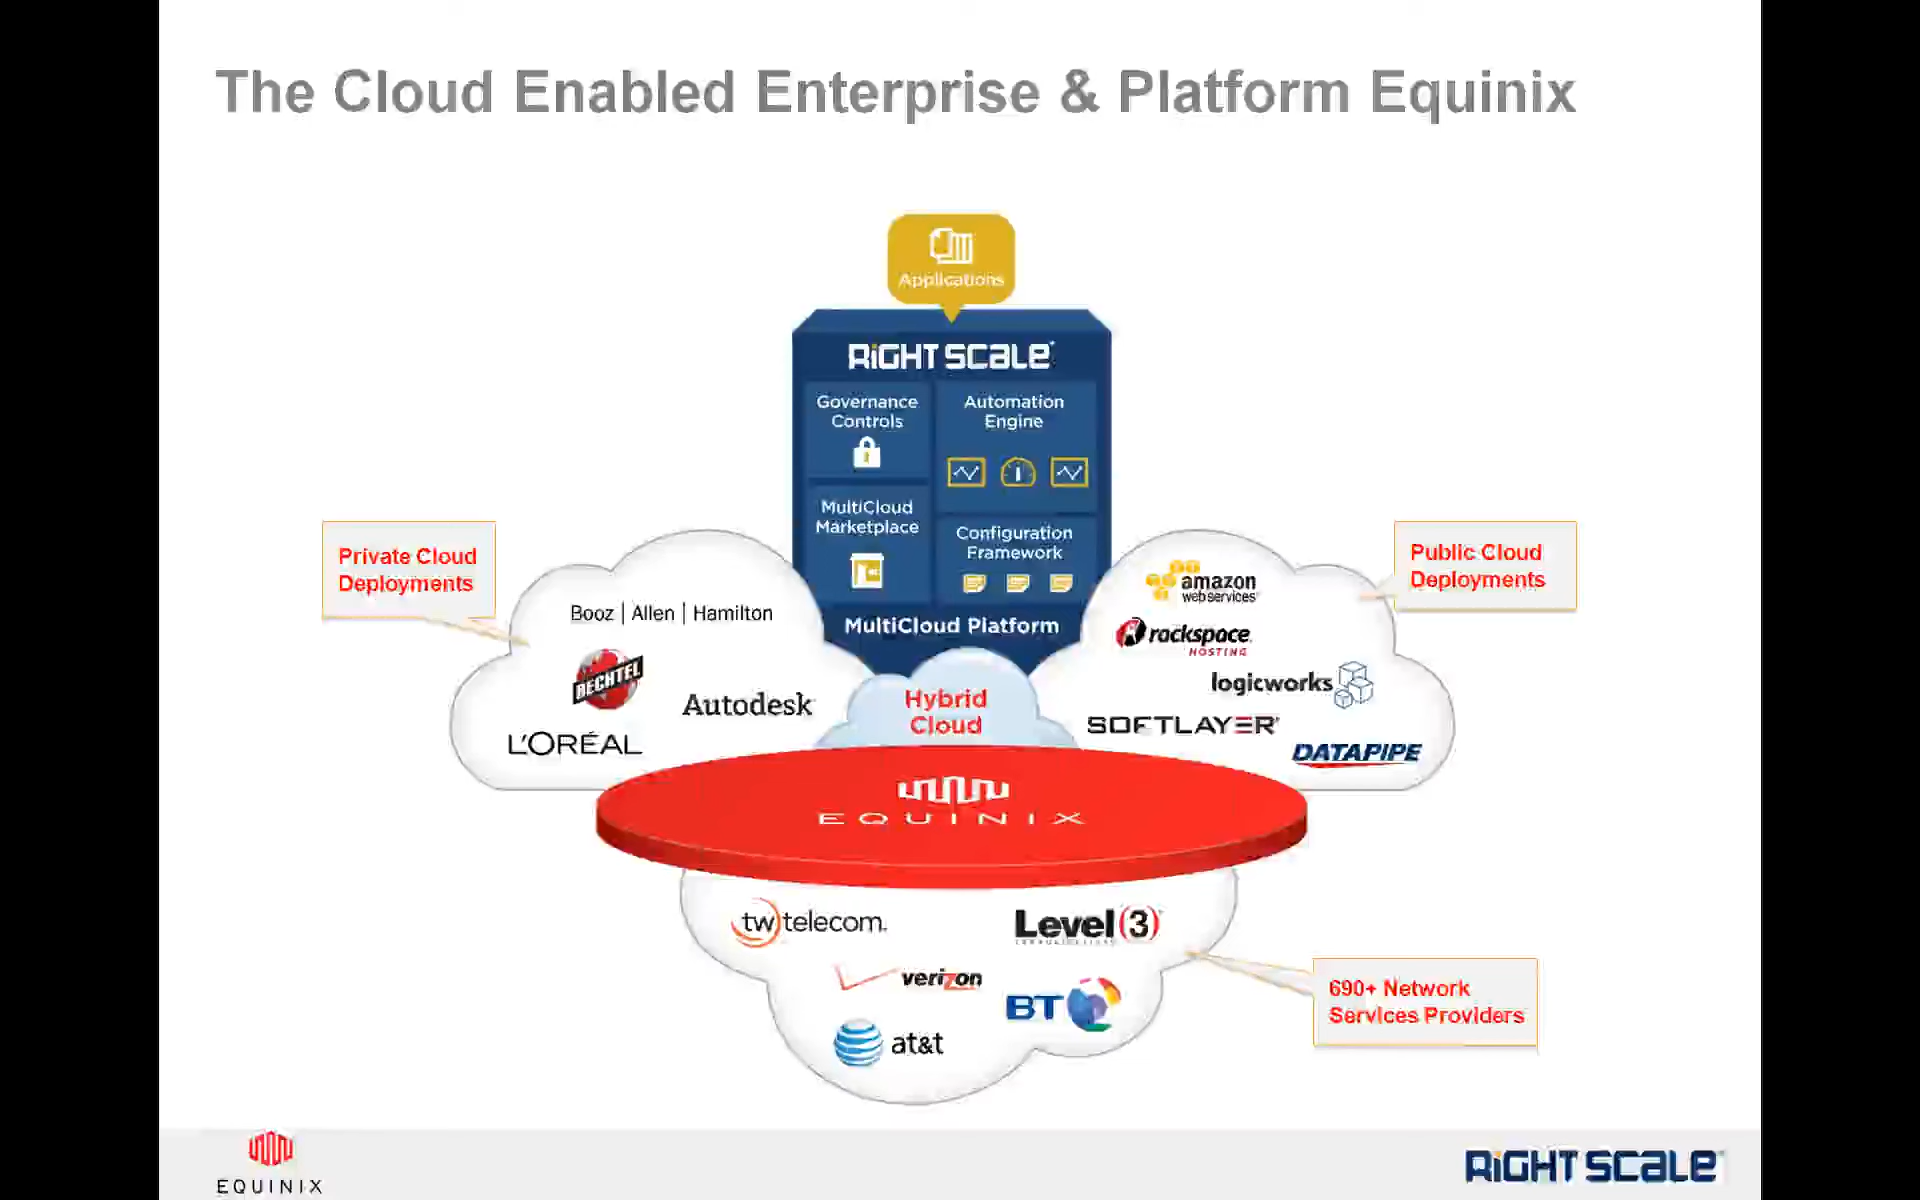 The Cloud Enabled Enterprise & Platform Equinix
Applications
RIGHTSCALE
Governance
Controls
Automation
Engine
MultiCloud
Marketplace
Configuration
Framework
MultiCloud Platform
Private Cloud
Deployments
Booz | Allen | Hamilton
BECHTEL
Autodesk
L'ORÉAL
Hybrid
Cloud
Public Cloud
Deployments
amazon
webservices
rackspace
HOSTING
logicworks
SOFTLAYER
DATAPIPE
EQUINIX
tw telecom
Level (3)
COMMUNICATIONS
verizon
BT
at&t
690+ Network
Services Providers
EQUINIX
RIGHTSCALE